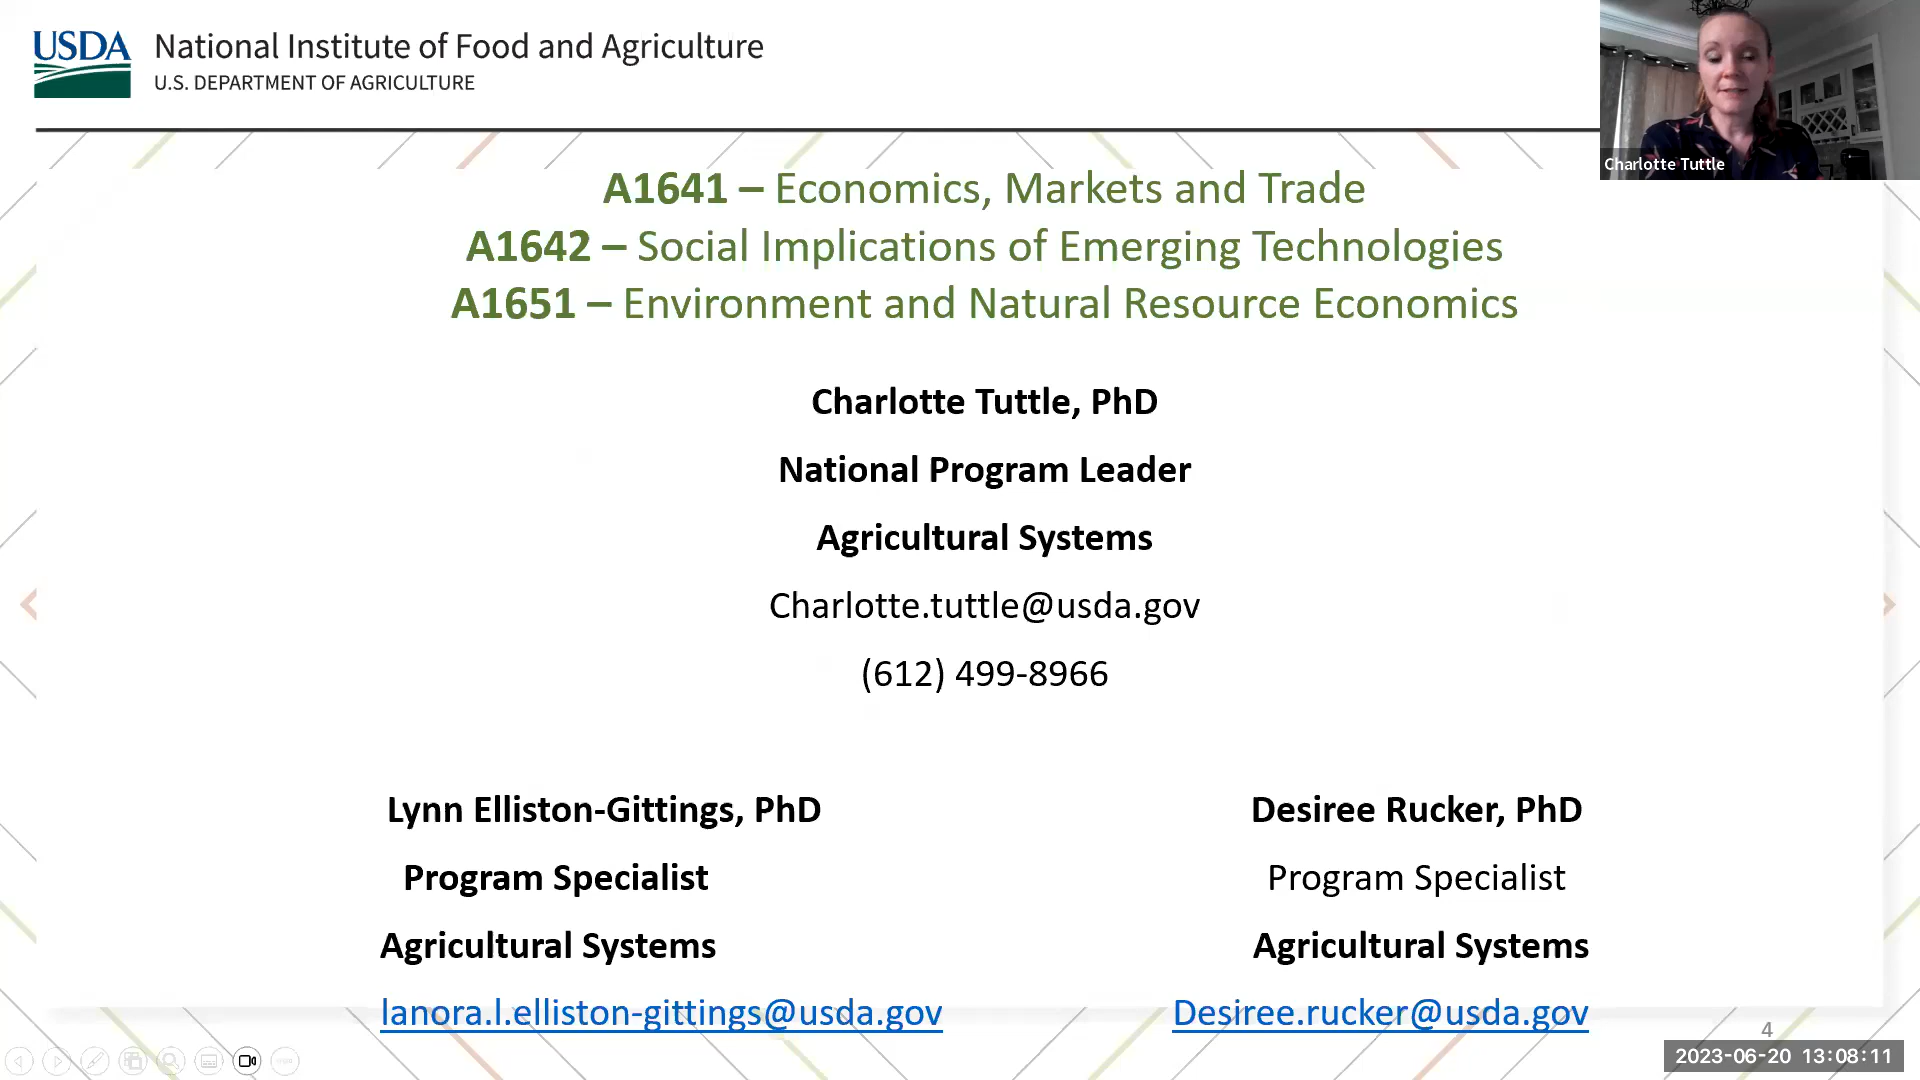 USDA
National Institute of Food and Agriculture
U.S. DEPARTMENT OF AGRICULTURE
Charlotte Tuttle
A1641 – Economics, Markets and Trade
A1642 – Social Implications of Emerging Technologies
A1651 – Environment and Natural Resource Economics
Charlotte Tuttle, PhD
National Program Leader
Agricultural Systems
Charlotte.tuttle@usda.gov
(612) 499-8966
Lynn Elliston-Gittings, PhD
Program Specialist
Agricultural Systems
lanora.l.elliston-gittings@usda.gov
Desiree Rucker, PhD
Program Specialist
Agricultural Systems
Desiree.rucker@usda.gov
4
2023-06-20 13:08:11